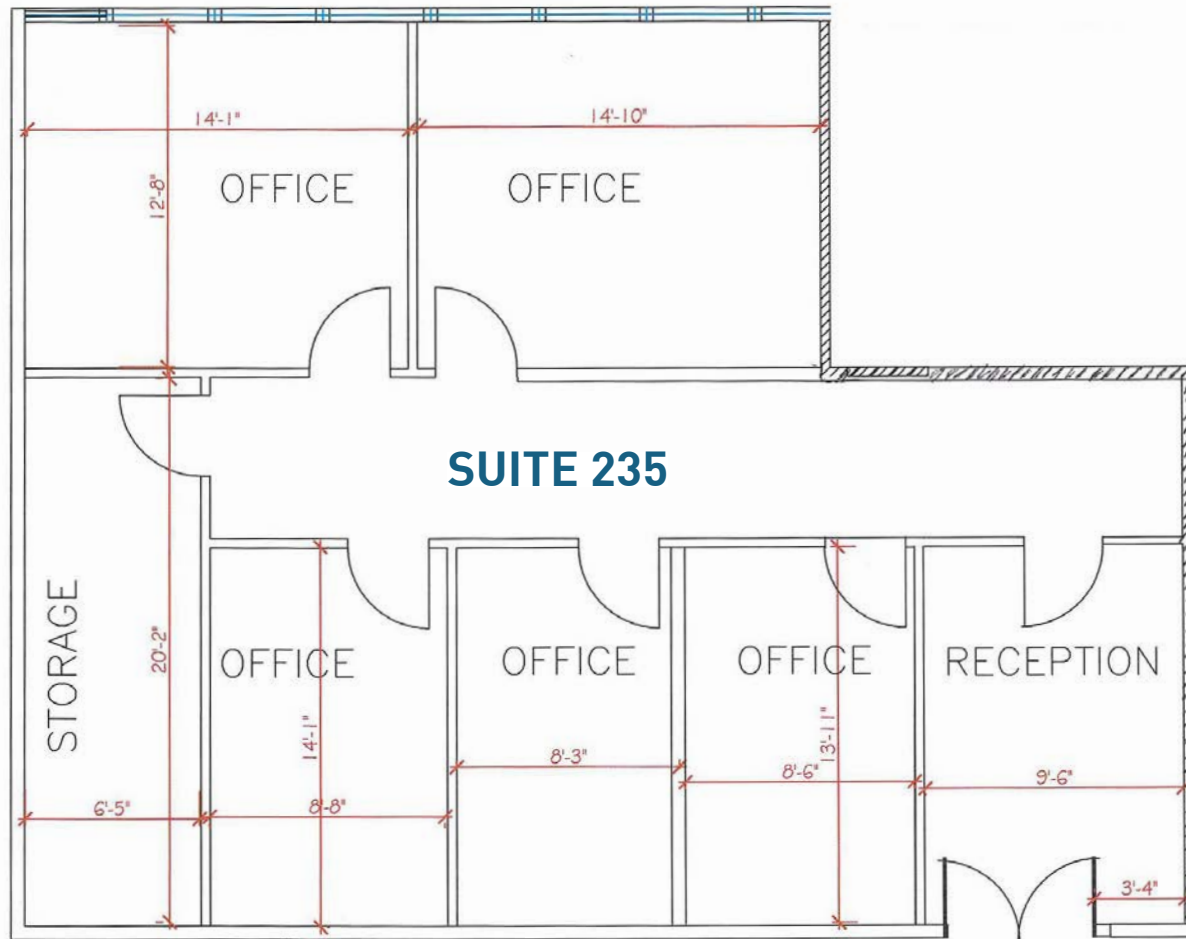 14'-1"
14'-10"
12'-8"
OFFICE
OFFICE
SUITE 235
STORAGE
20'-2"
OFFICE
OFFICE
OFFICE
RECEPTION
14'-1"
8'-3"
13'-11"
8'-6"
9'-6"
6'-5"
8'-8"
3'-4"